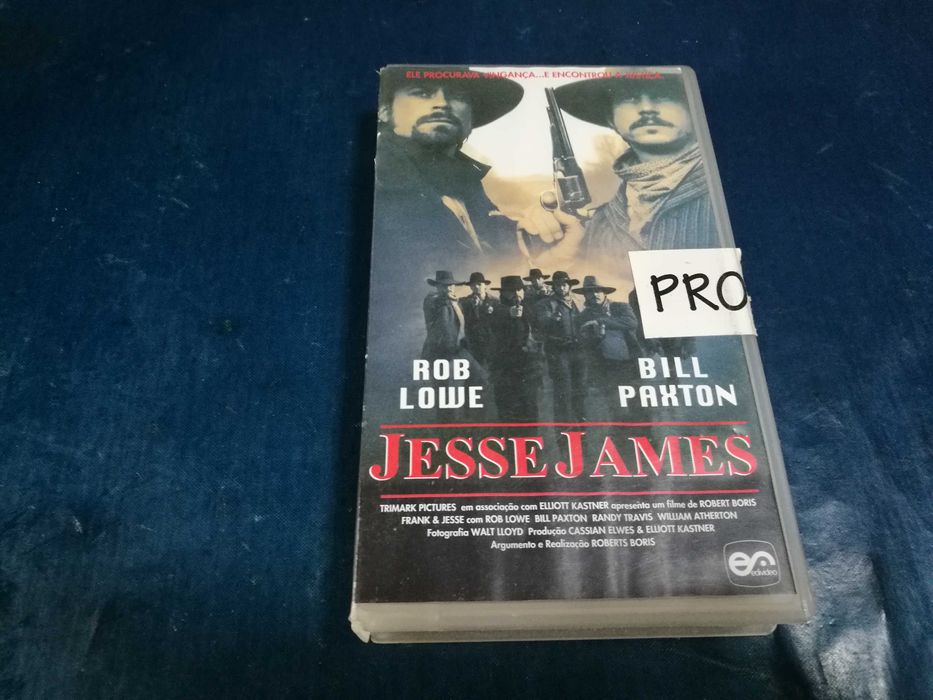 ELE PROCURAVA VINGANÇA...E ENCONTROU A JUSTIÇA
PRO
ROB
LOWE
BILL
PAXTON
JESSE JAMES
TRIMARK PICTURES em associação com ELLIOTT KASTNER apresenta um filme de ROBERT BORIS
FRANK & JESSE com ROB LOWE BILL PAXTON RANDY TRAVIS WILLIAM ATHERTON
Fotografia WALT LLOYD Produção CASSIAN ELWES & ELLIOTT KASTNER
Argumento e Realização ROBERTS BORIS
edivideo